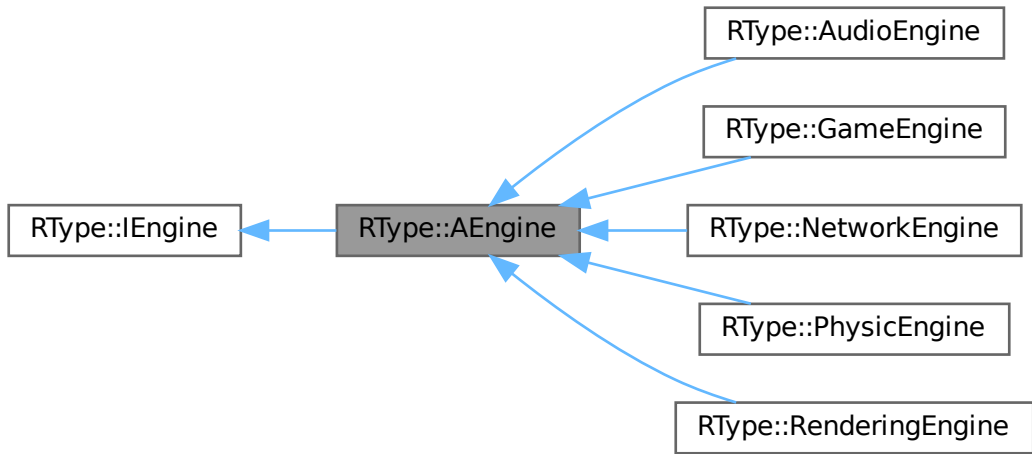 RType::IEngine
RType::AEngine
RType::AudioEngine
RType::GameEngine
RType::NetworkEngine
RType::PhysicEngine
RType::RenderingEngine